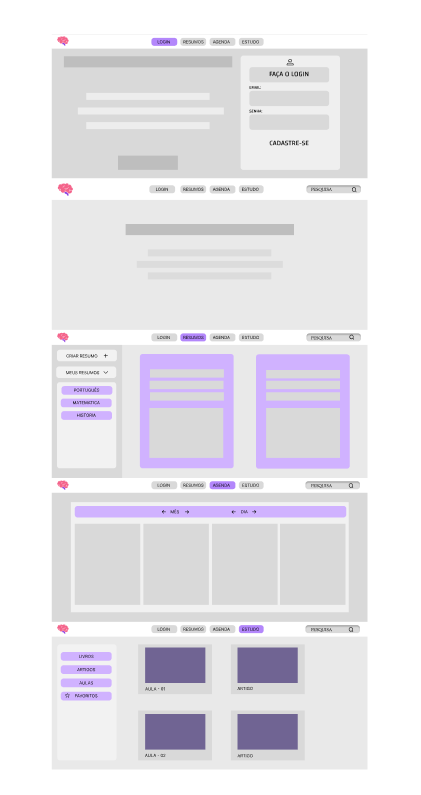 LOGIN RESUMOS AGENDA ESTUDO
FAÇA O LOGIN
EMAIL:
SENHA:
CADASTRE-SE
LOGIN RESUMOS AGENDA ESTUDO PESQUISA
LOGIN RESUMOS AGENDA ESTUDO PESQUISA
CRIAR RESUMO +
MEUS RESUMOS
PORTUGUÊS
MATEMÁTICA
HISTÓRIA
LOGIN RESUMOS AGENDA ESTUDO PESQUISA
← MÊS → ← DIA →
LOGIN RESUMOS AGENDA ESTUDO PESQUISA
LIVROS
ARTIGOS
AULAS
FAVORITOS
AULA - 01 ARTIGO
AULA - 02 ARTIGO